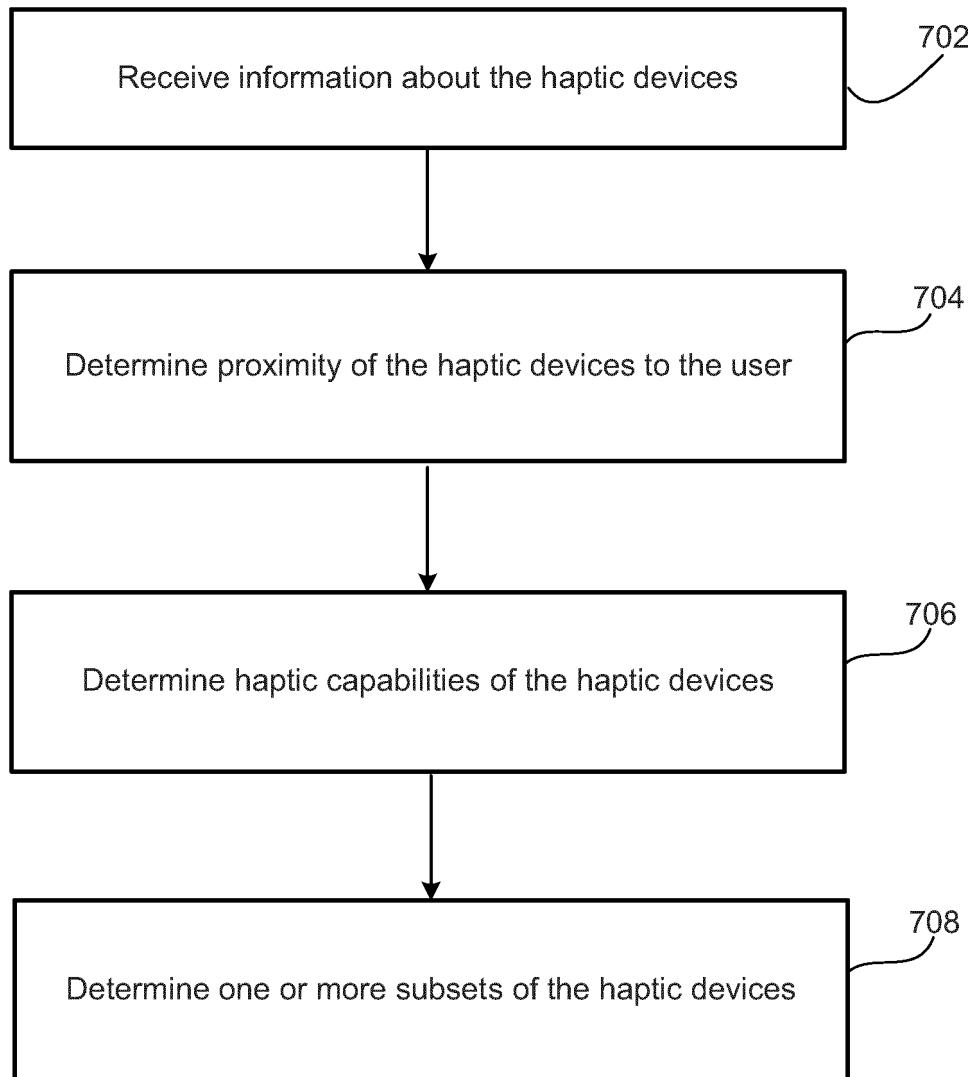 Receive information about the haptic devices
702
Determine proximity of the haptic devices to the user
704
Determine haptic capabilities of the haptic devices
706
Determine one or more subsets of the haptic devices
708